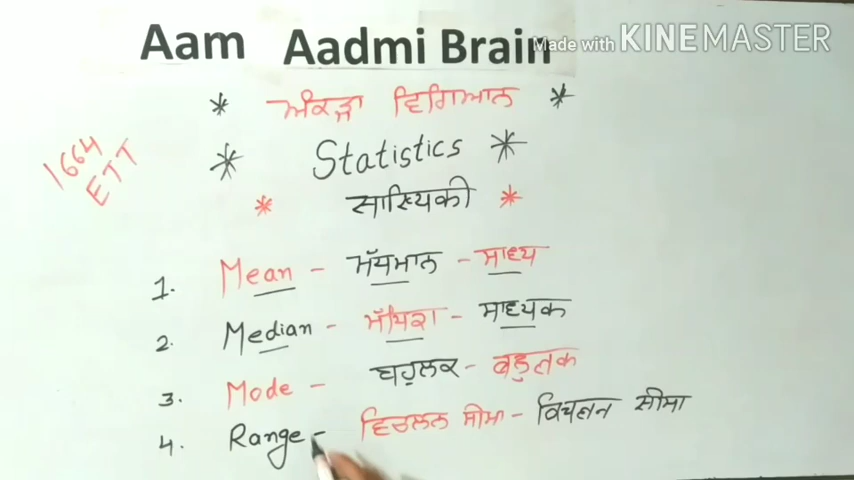 Aam Aadmi Brain
Made with KINEMASTER
* ਅੰਕੜਾ ਵਿਗਿਆਨ *
1664 ETT
* Statistics *
* सांख्यिकी *
1. Mean - ਮੱਧਮਾਨ - माध्य
2. Median - ਮੱਧਿਕਾ - माध्यक
3. Mode - ਬਹੁਲਕ - बहुलक
4. Range - ਵਿਚਲਨ ਸੀਮਾ - विचलन सीमा